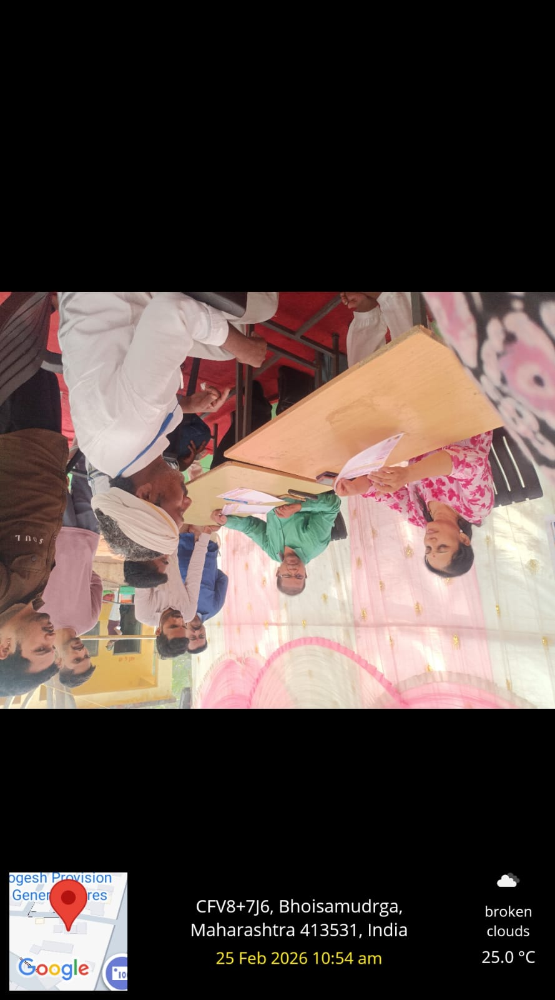 SOUL
ogesh Provision
Gener res
Google
CFV8+7J6, Bhoisamudrga,
Maharashtra 413531, India
25 Feb 2026 10:54 am
broken
clouds
25.0 °C